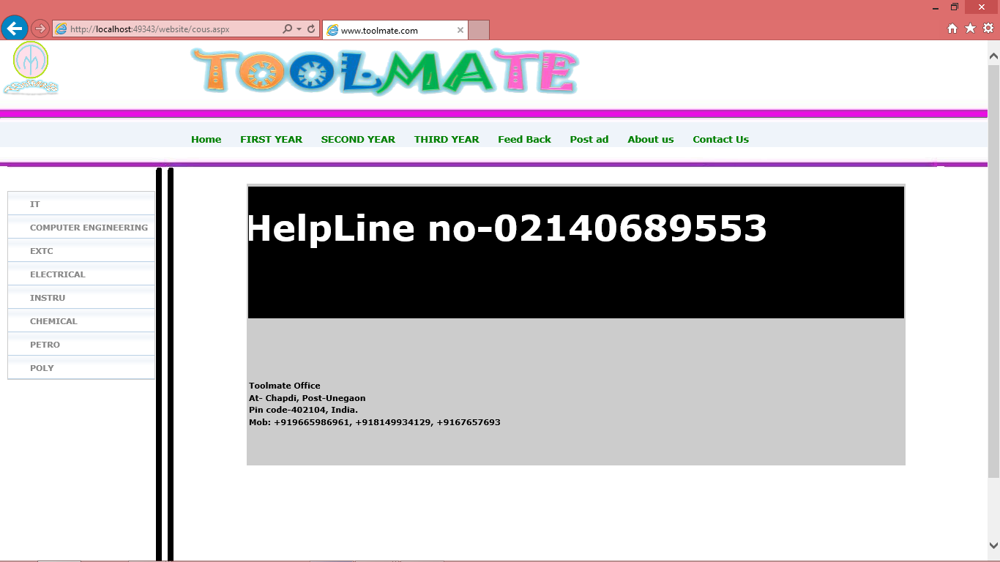 http://localhost:49343/website/cous.aspx
www.toolmate.com
TOOLMATE
Home FIRST YEAR SECOND YEAR THIRD YEAR Feed Back Post ad About us Contact Us
IT
COMPUTER ENGINEERING
EXTC
ELECTRICAL
INSTRU
CHEMICAL
PETRO
POLY
HelpLine no-02140689553
Toolmate Office
At- Chapdi, Post-Unegaon
Pin code-402104, India.
Mob: +919665986961, +918149934129, +9167657693